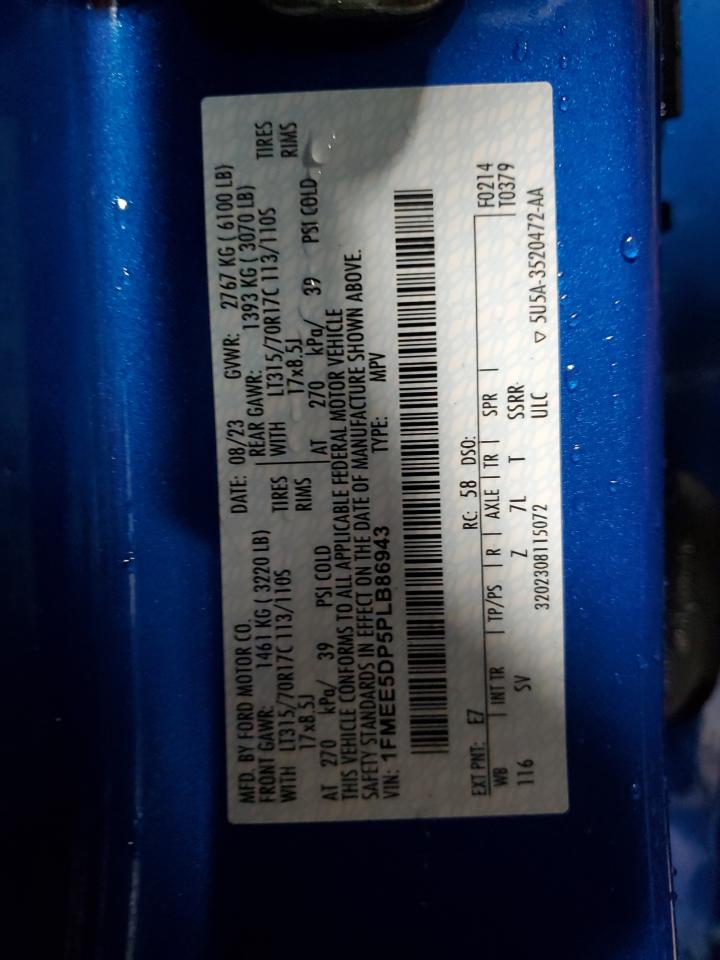 MFD. BY FORD MOTOR CO.
DATE: 08/23 GVWR: 2767 KG ( 6100 LB)
FRONT GAWR: 1461 KG ( 3220 LB) REAR GAWR: 1393 KG ( 3070 LB)
WITH LT315/70R17C 113/110S TIRES WITH LT315/70R17C 113/110S TIRES
17x8.5J RIMS 17x8.5J RIMS
AT 270 kPa/ 39 PSI COLD AT 270 kPa/ 39 PSI COLD
THIS VEHICLE CONFORMS TO ALL APPLICABLE FEDERAL MOTOR VEHICLE
SAFETY STANDARDS IN EFFECT ON THE DATE OF MANUFACTURE SHOWN ABOVE.
VIN: 1FMEE5DP5PLB86943 TYPE: MPV
EXT PNT: E7 RC: 58 DSO: F0214
WB INT TR TP/PS R AXLE TR SPR T0379
116 SV Z 7L T SSRR
3202308115072 ULC ▽ 5U5A-3520472-AA